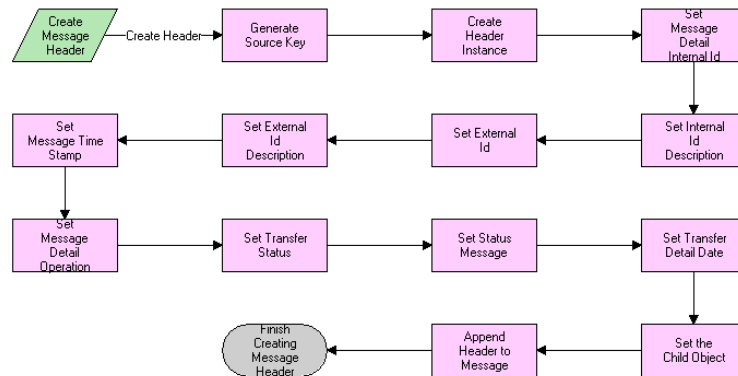 Create
Message
Header
Create Header
Generate
Source Key
Create
Header
Instance
Set
Message
Detail
Internal Id
Set Internal
Id
Description
Set External
Id
Set External
Id
Description
Set
Message Time
Stamp
Set
Message
Detail
Operation
Set Transfer
Status
Set Status
Message
Set Transfer
Detail Date
Set the
Child Object
Append
Header to
Message
Finish
Creating
Message
Header